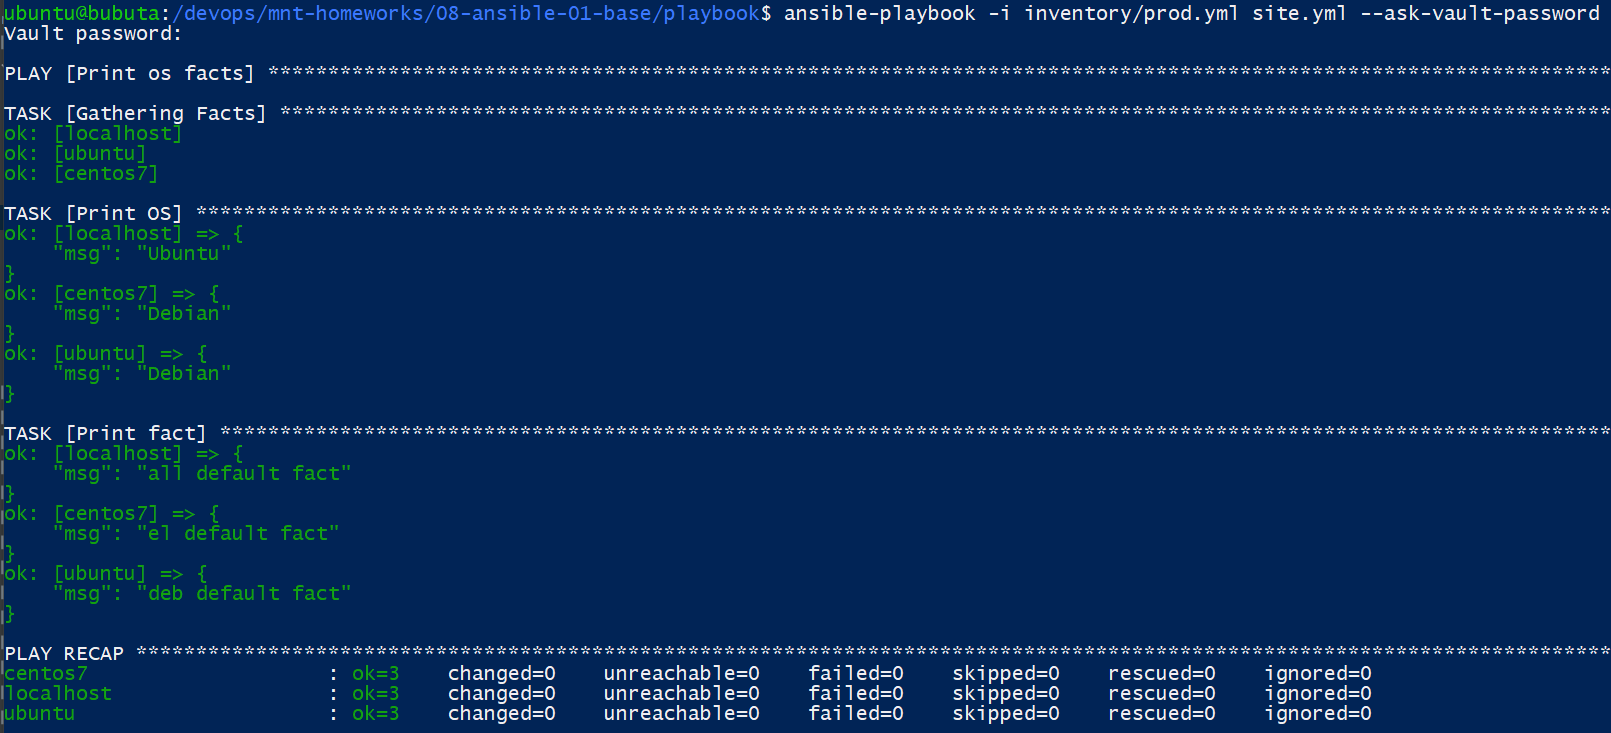 ubuntu@bubuta:/devops/mnt-homeworks/08-ansible-01-base/playbook$ ansible-playbook -i inventory/prod.yml site.yml --ask-vault-password
Vault password:

PLAY [Print os facts] ****************************************************************************************************************

TASK [Gathering Facts] ***************************************************************************************************************
ok: [localhost]
ok: [ubuntu]
ok: [centos7]

TASK [Print OS] **********************************************************************************************************************
ok: [localhost] => {
    "msg": "Ubuntu"
}
ok: [centos7] => {
    "msg": "Debian"
}
ok: [ubuntu] => {
    "msg": "Debian"
}

TASK [Print fact] ********************************************************************************************************************
ok: [localhost] => {
    "msg": "all default fact"
}
ok: [centos7] => {
    "msg": "el default fact"
}
ok: [ubuntu] => {
    "msg": "deb default fact"
}

PLAY RECAP ***************************************************************************************************************************
centos7                    : ok=3    changed=0    unreachable=0    failed=0    skipped=0    rescued=0    ignored=0
localhost                  : ok=3    changed=0    unreachable=0    failed=0    skipped=0    rescued=0    ignored=0
ubuntu                     : ok=3    changed=0    unreachable=0    failed=0    skipped=0    rescued=0    ignored=0